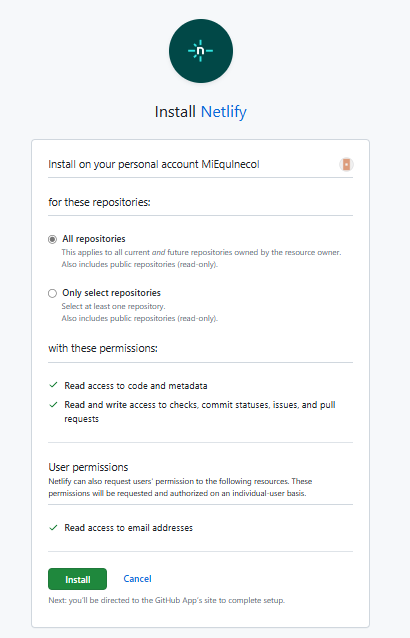 n
Install Netlify
Install on your personal account MiEquInecol
for these repositories:
All repositories
This applies to all current and future repositories owned by the resource owner.
Also includes public repositories (read-only).
Only select repositories
Select at least one repository.
Also includes public repositories (read-only).
with these permissions:
Read access to code and metadata
Read and write access to checks, commit statuses, issues, and pull
requests
User permissions
Netlify can also request users' permission to the following resources. These
permissions will be requested and authorized on an individual-user basis.
Read access to email addresses
Install Cancel
Next: you'll be directed to the GitHub App's site to complete setup.